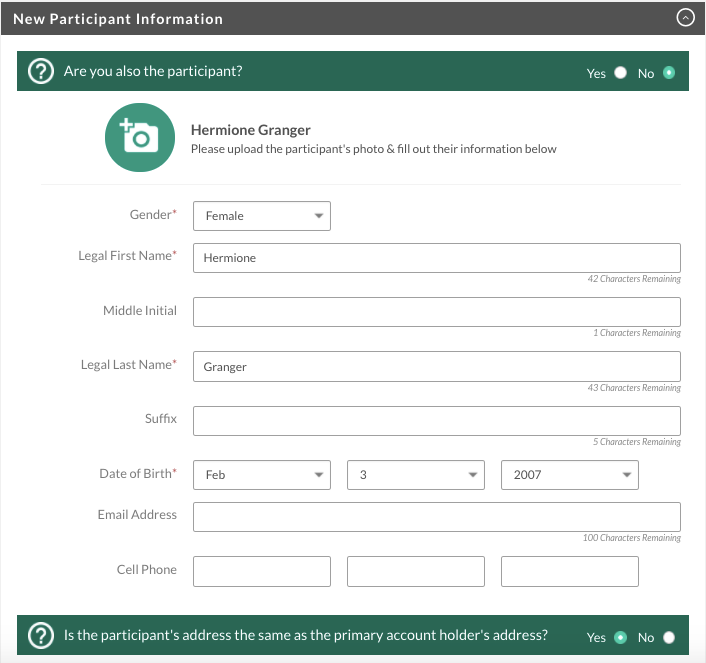 New Participant Information
Are you also the participant? Yes No
Hermione Granger
Please upload the participant's photo & fill out their information below
Gender* Female
Legal First Name* Hermione
42 Characters Remaining
Middle Initial
1 Characters Remaining
Legal Last Name* Granger
43 Characters Remaining
Suffix
5 Characters Remaining
Date of Birth* Feb 3 2007
Email Address
100 Characters Remaining
Cell Phone
Is the participant's address the same as the primary account holder's address? Yes No